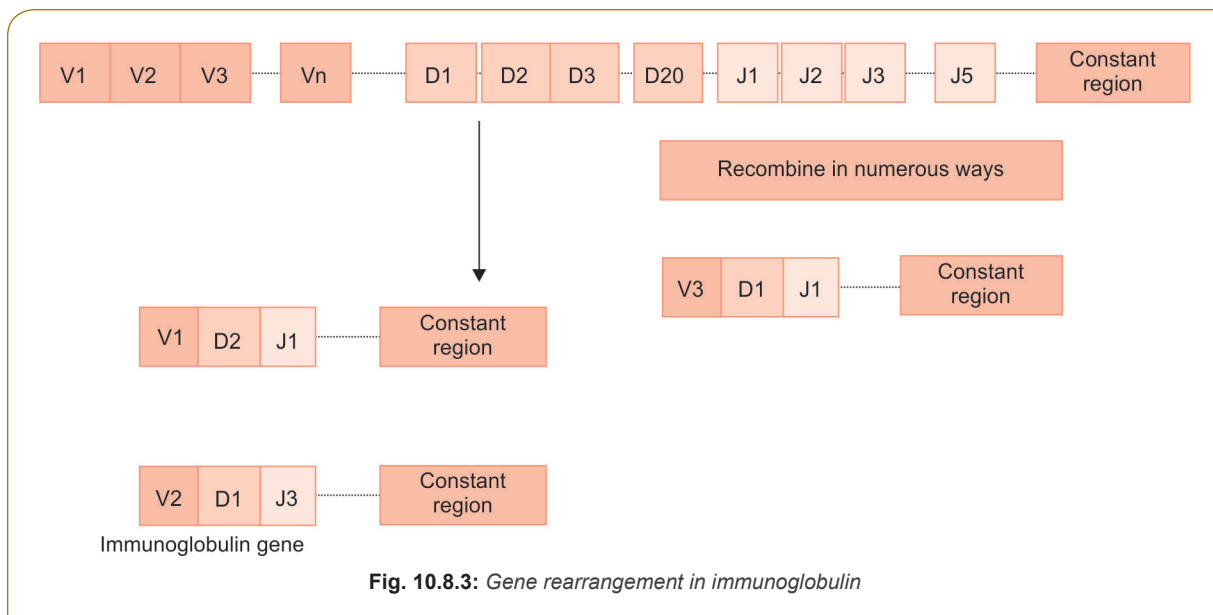 V1 V2 V3 Vn D1 D2 D3 D20 J1 J2 J3 J5 Constant
region
Recombine in numerous ways
V3 D1 J1 Constant
region
V1 D2 J1 Constant
region
V2 D1 J3 Constant
region
Immunoglobulin gene
Fig. 10.8.3: Gene rearrangement in immunoglobulin